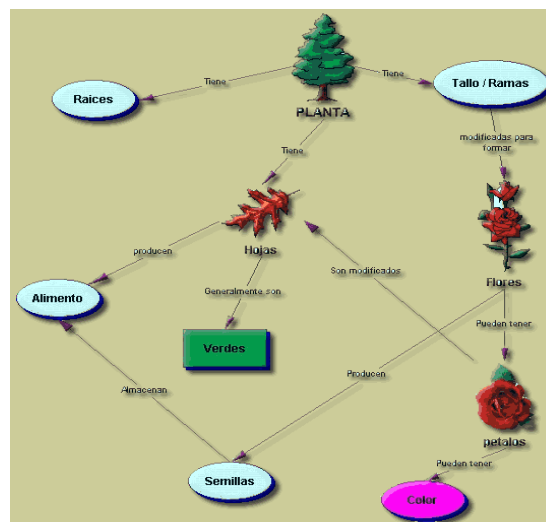 Tiene
Tiene
Tallo / Ramas
Raices
PLANTA
modificadas para
formar
Tiene
Hojas
producen
Son modificados
Flores
Generalmente son
Alimento
Pueden tener
Verdes
Producen
Almacenan
petalos
Pueden tener
Semillas
Color